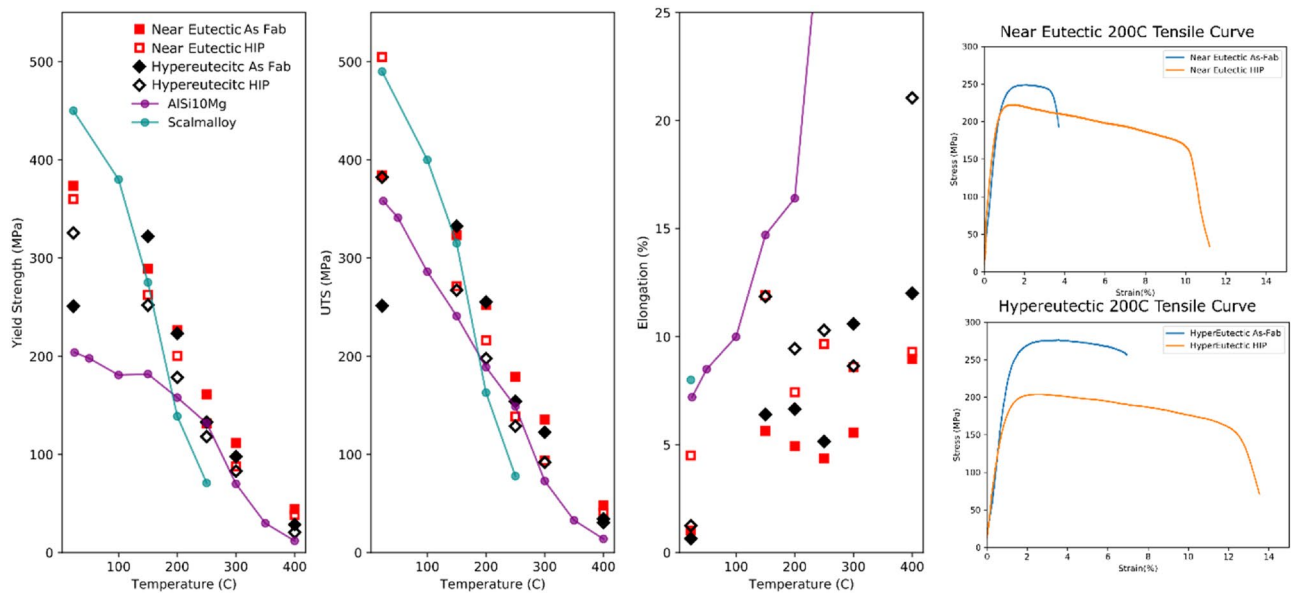 500
400
300
200
100
0
Yield Strength (MPa)
100
200
300
400
Temperature (C)
Near Eutectic As Fab
Near Eutectic HIP
Hypereutecitc As Fab
Hypereutecitc HIP
AlSi10Mg
Scalmalloy
500
400
300
200
100
0
UTS (MPa)
100
200
300
400
Temperature (C)
25
20
15
10
5
0
Elongation (%)
100
200
300
400
Temperature (C)
Near Eutectic 200C Tensile Curve
300
250
200
150
100
50
0
Stress (MPa)
Near Eutectic As-Fab
Near Eutectic HIP
0
2
4
6
8
10
12
14
Strain(%)
Hypereutectic 200C Tensile Curve
300
250
200
150
100
50
0
Stress (MPa)
HyperEutectic As-Fab
HyperEutectic HIP
0
2
4
6
8
10
12
14
Strain(%)